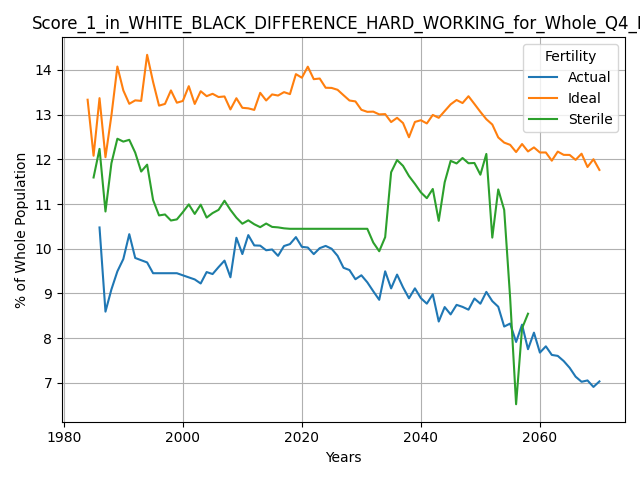 Score_1_in_WHITE_BLACK_DIFFERENCE_HARD_WORKING_for_Whole_Q4_
% of Whole Population
14
13
12
11
10
9
8
7
1980
2000
2020
2040
2060
Years
Fertility
Actual
Ideal
Sterile